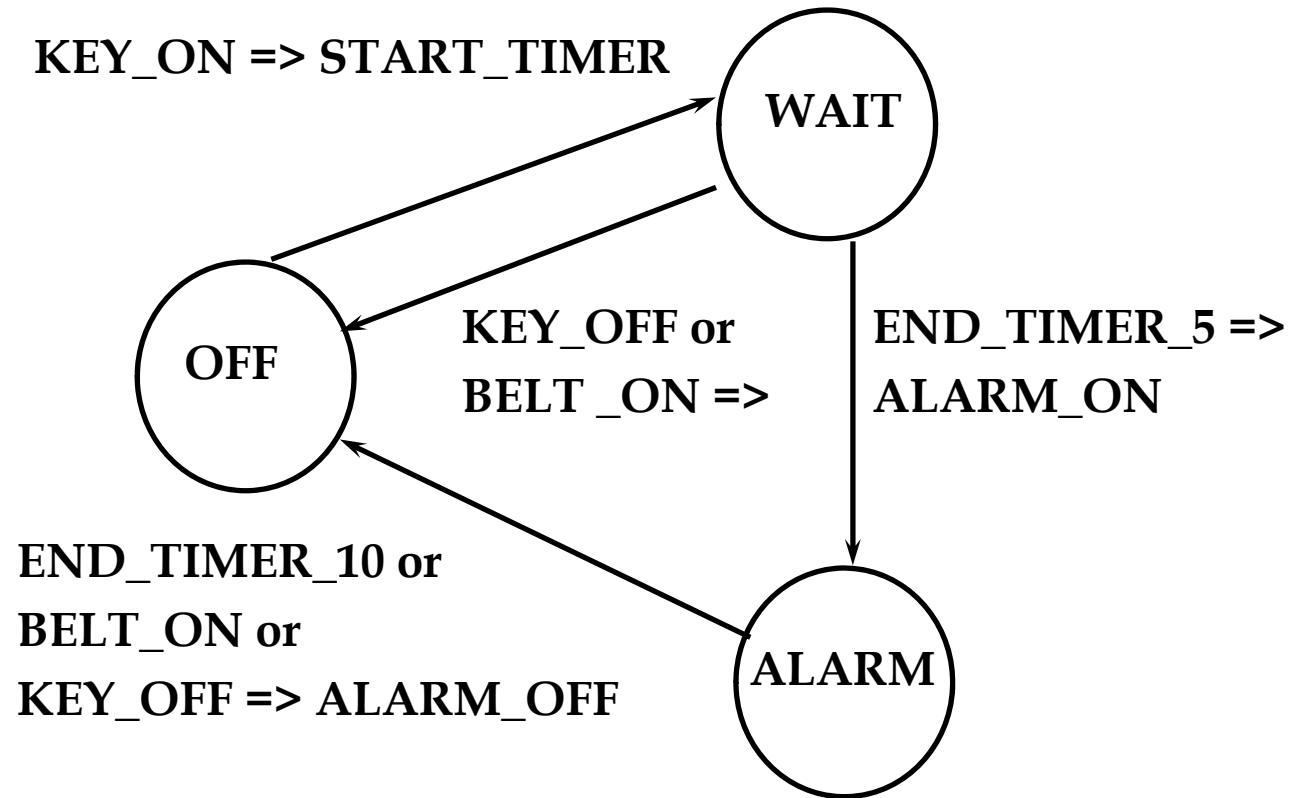 KEY_ON => START_TIMER
WAIT
OFF
KEY_OFF or
BELT _ON =>
END_TIMER_5 =>
ALARM_ON
END_TIMER_10 or
BELT_ON or
KEY_OFF => ALARM_OFF
ALARM